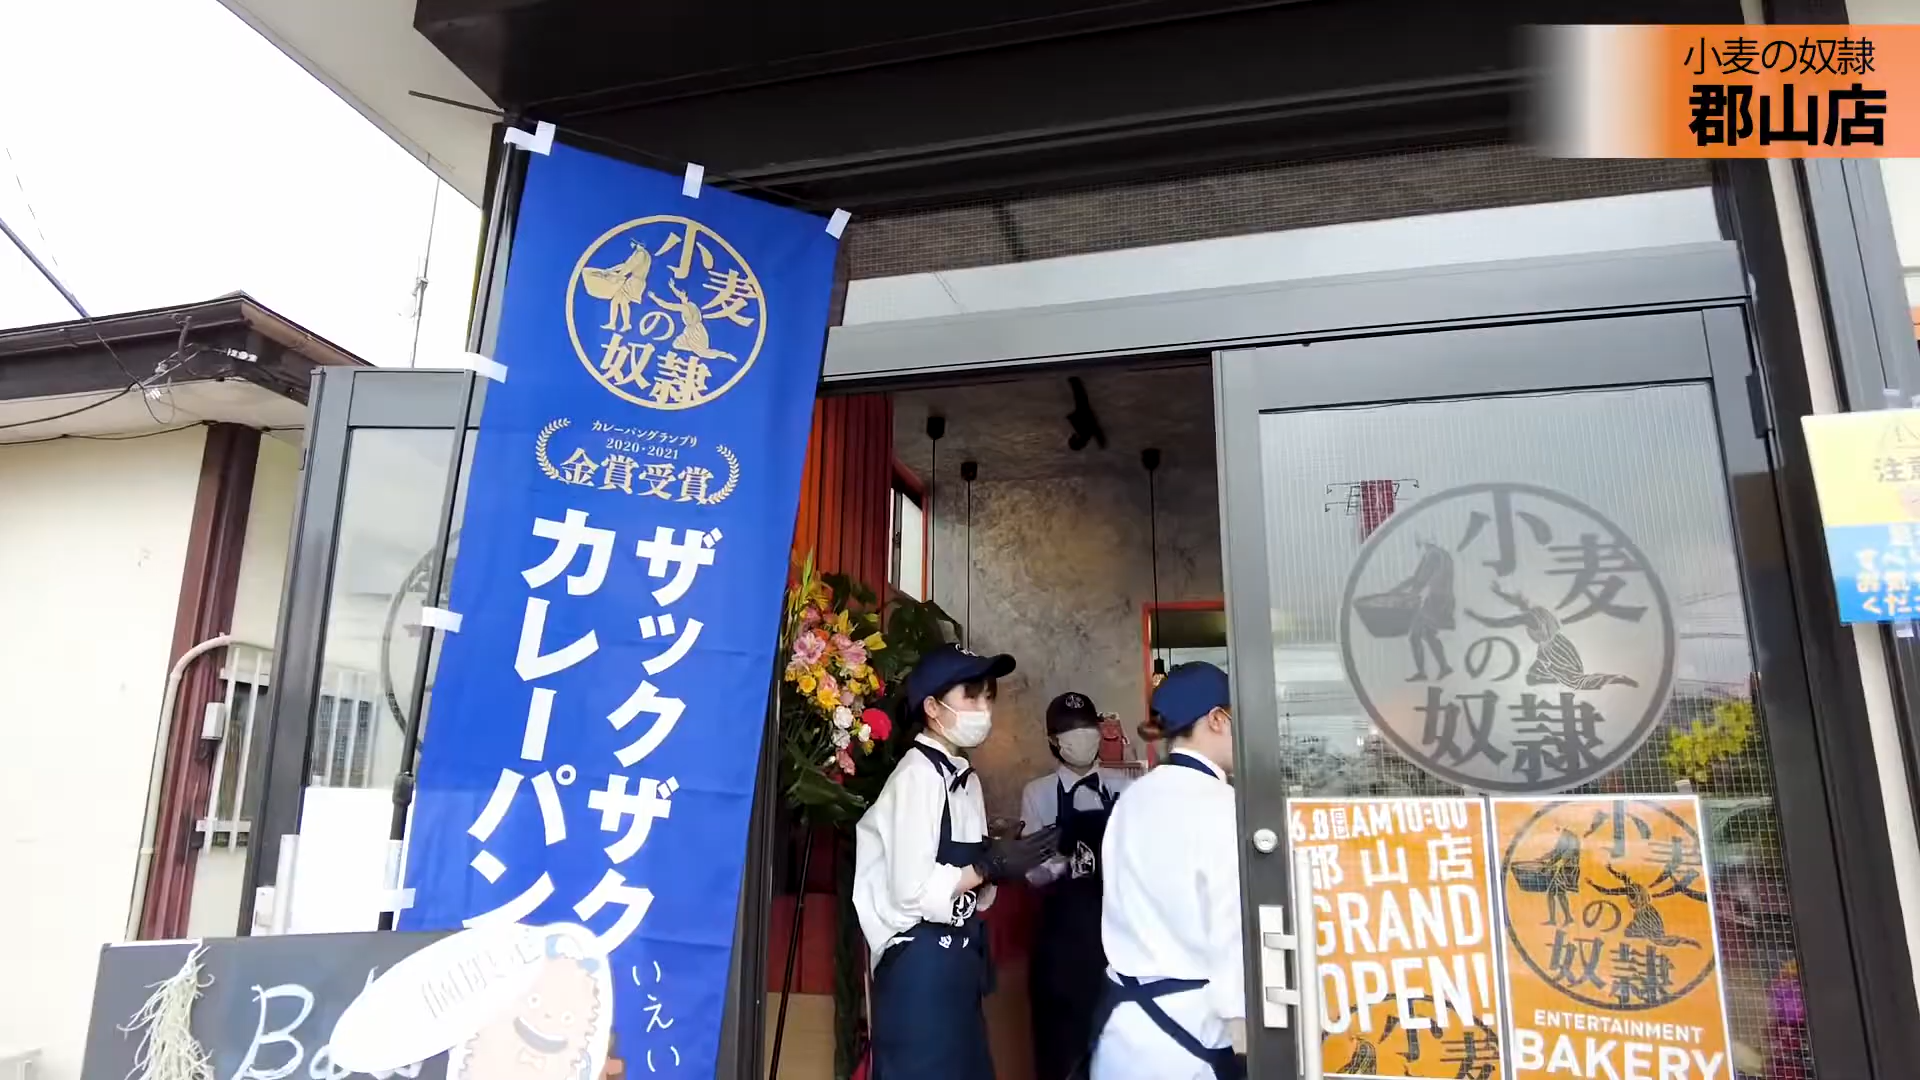 小麦の奴隷
郡山店
小麦の奴隷
カレーパングランプリ
2020・2021
金賞受賞
ザックザク
カレーパン
いえい
小麦の奴隷
6.8 AM10:00
郡山店
GRAND
OPEN!
小麦
小麦の奴隷
ENTERTAINMENT
BAKERY